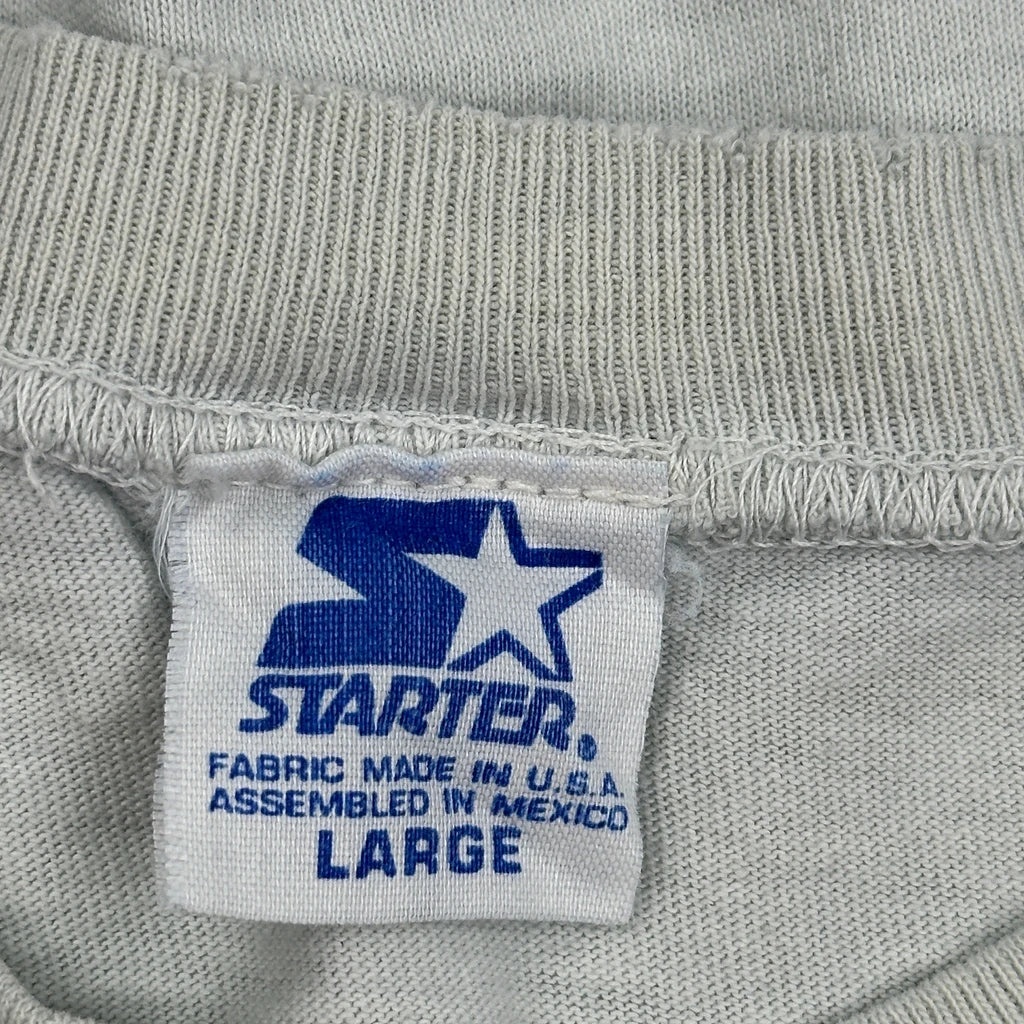 STARTER®
FABRIC MADE IN U.S.A.
ASSEMBLED IN MEXICO
LARGE